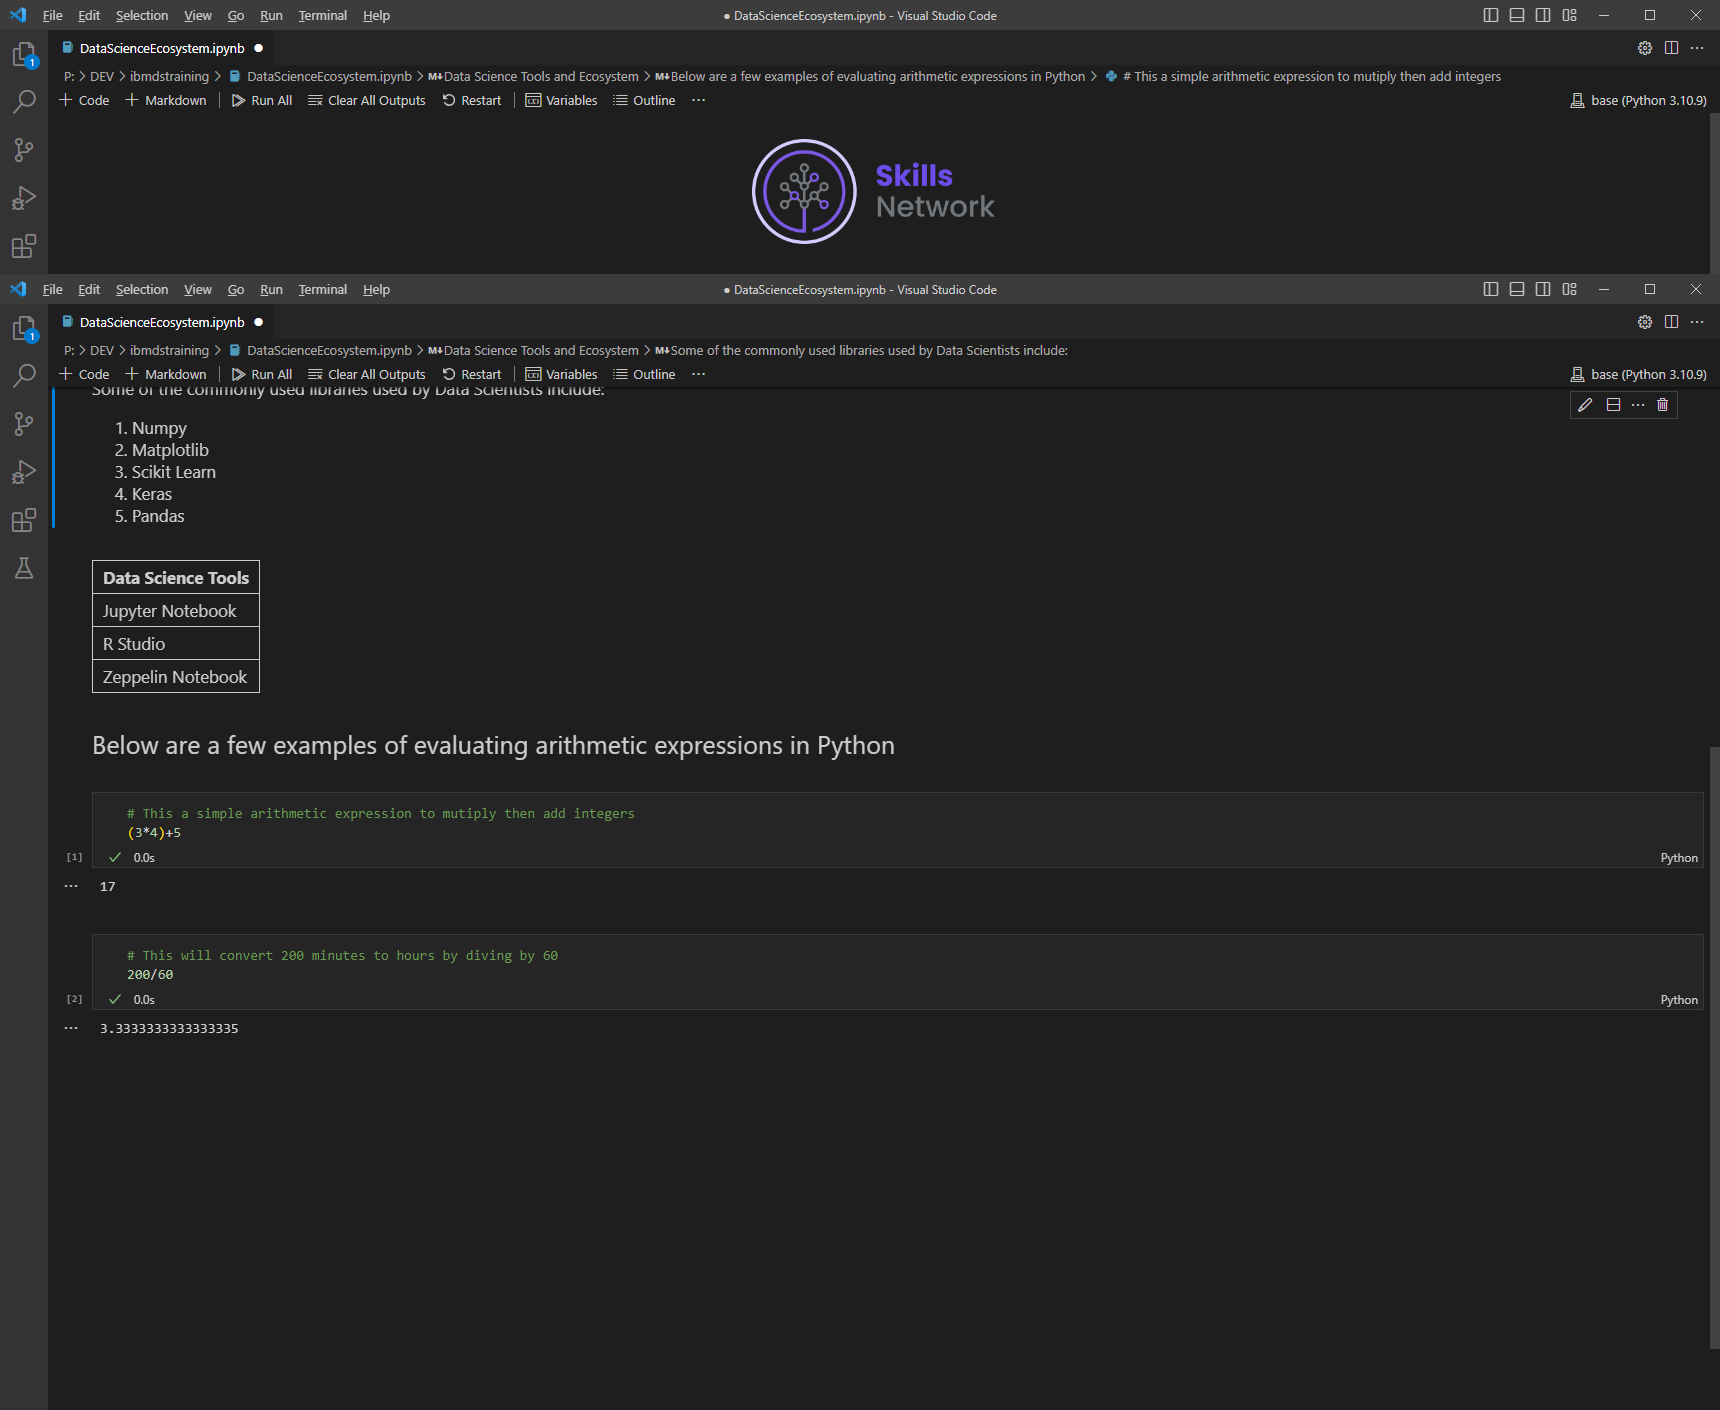 File Edit Selection View Go Run Terminal Help ● DataScienceEcosystem.ipynb - Visual Studio Code
DataScienceEcosystem.ipynb ●
P: > DEV > ibmdstraining > DataScienceEcosystem.ipynb > M↓Data Science Tools and Ecosystem > M↓Below are a few examples of evaluating arithmetic expressions in Python > # This a simple arithmetic expression to mutiply then add integers
+ Code + Markdown | Run All Clear All Outputs Restart | Variables Outline ··· base (Python 3.10.9)
1
Skills
Network
File Edit Selection View Go Run Terminal Help ● DataScienceEcosystem.ipynb - Visual Studio Code
DataScienceEcosystem.ipynb ●
1
P: > DEV > ibmdstraining > DataScienceEcosystem.ipynb > M↓Data Science Tools and Ecosystem > M↓Some of the commonly used libraries used by Data Scientists include:
+ Code + Markdown | Run All Clear All Outputs Restart | Variables Outline ··· base (Python 3.10.9)
Some of the commonly used libraries used by Data Scientists include:
1. Numpy
2. Matplotlib
3. Scikit Learn
4. Keras
5. Pandas
Data Science Tools
Jupyter Notebook
R Studio
Zeppelin Notebook
Below are a few examples of evaluating arithmetic expressions in Python
# This a simple arithmetic expression to mutiply then add integers
(3*4)+5
[1] ✓ 0.0s Python
··· 17
# This will convert 200 minutes to hours by diving by 60
200/60
[2] ✓ 0.0s Python
··· 3.3333333333333335